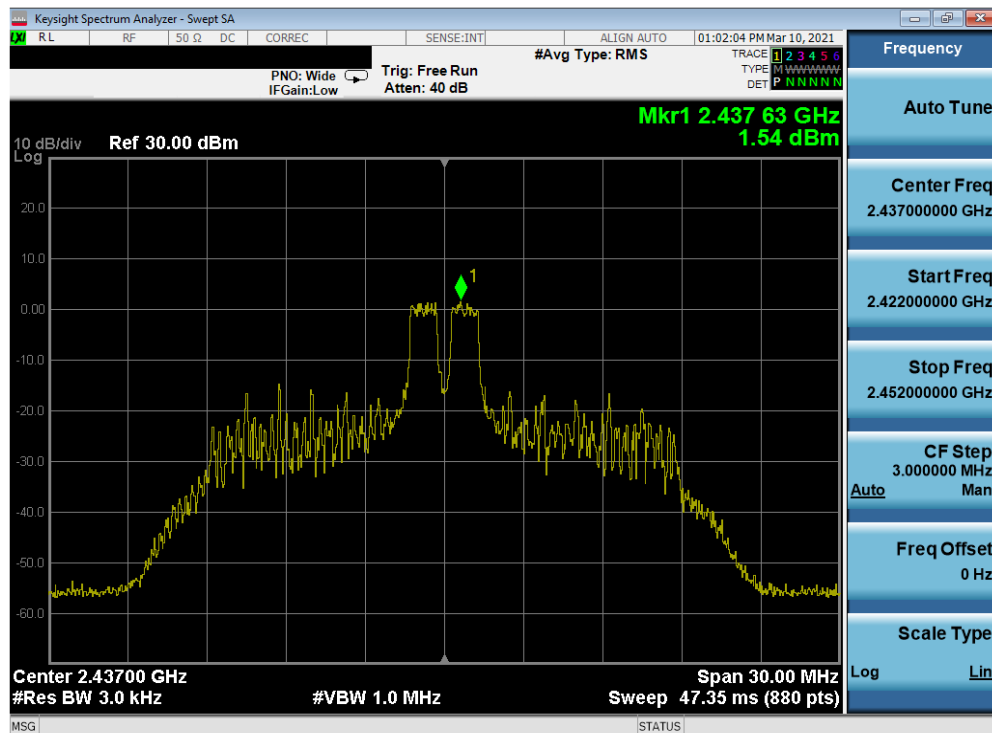 Keysight Spectrum Analyzer - Swept SA
LXI RL RF 50 Ω DC CORREC SENSE:INT ALIGN AUTO 01:02:04 PM Mar 10, 2021
#Avg Type: RMS
TRACE 1 2 3 4 5 6
TYPE M W W W W W
DET P N N N N N
PNO: Wide
IFGain:Low
Trig: Free Run
Atten: 40 dB
Mkr1 2.437 63 GHz
1.54 dBm
10 dB/div
Log
Ref 30.00 dBm
20.0
10.0
0.00
-10.0
-20.0
-30.0
-40.0
-50.0
-60.0
1
Center 2.43700 GHz
#Res BW 3.0 kHz
#VBW 1.0 MHz
Span 30.00 MHz
Sweep 47.35 ms (880 pts)
MSG
STATUS
Frequency
Auto Tune
Center Freq
2.437000000 GHz
Start Freq
2.422000000 GHz
Stop Freq
2.452000000 GHz
CF Step
3.000000 MHz
Auto Man
Freq Offset
0 Hz
Scale Type
Log Lin